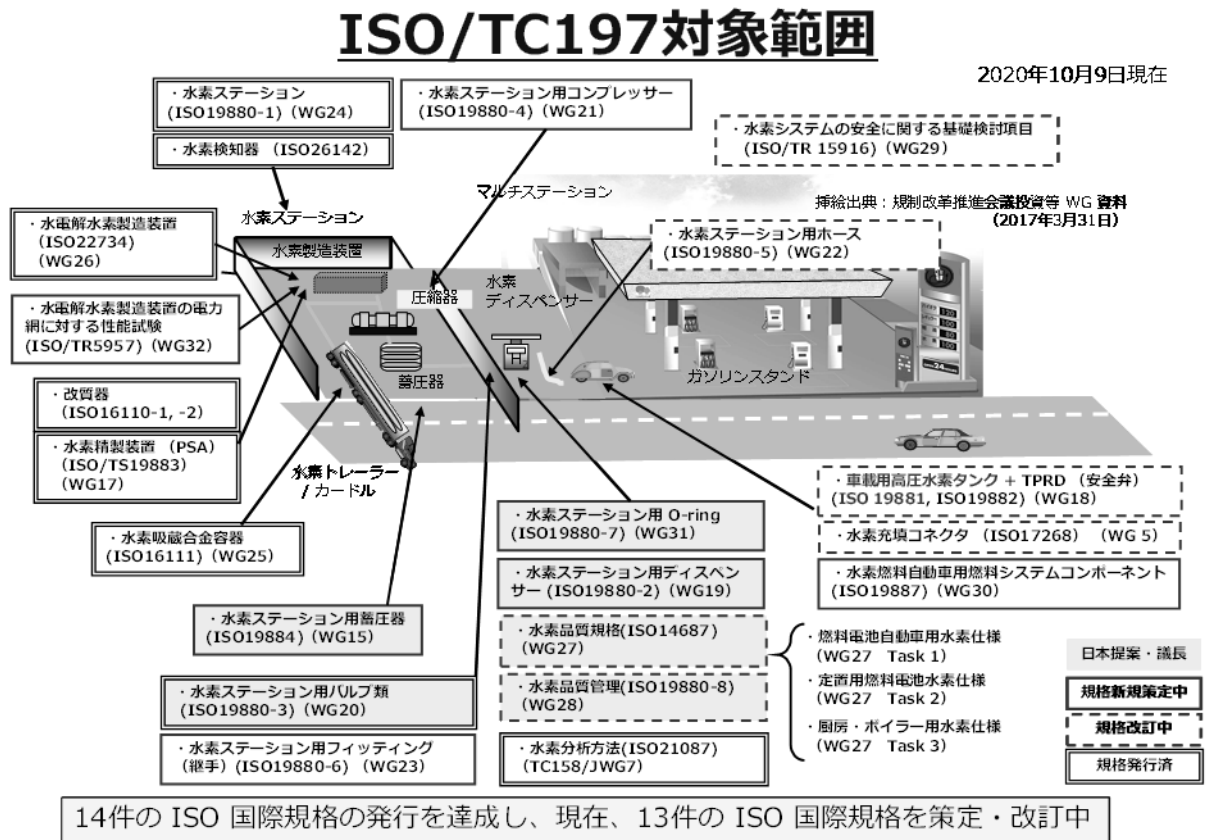 ISO/TC197対象範囲
2020年10月9日現在
・水素ステーション
(ISO19880-1)(WG24)
・水素検知器 (ISO26142)
・水素ステーション用コンプレッサー
(ISO19880-4)(WG21)
・水素システムの安全に関する基礎検討項目
(ISO/TR 15916)(WG29)
マルチステーション
挿絵出典:規制改革推進会議投資等 WG 資料
(2017年3月31日)
水素ステーション
・水電解水素製造装置
(ISO22734)
(WG26)
水素製造装置
・水素ステーション用ホース
(ISO19880-5)(WG22)
圧縮器
水素
ディスペンサー
・水電解水素製造装置の電力
網に対する性能試験
(ISO/TR5957)(WG32)
蓄圧器
ガソリンスタンド
・改質器
(ISO16110-1, -2)
・水素精製装置 (PSA)
(ISO/TS19883)
(WG17)
水素トレーラー
/ カードル
・車載用高圧水素タンク + TPRD (安全弁)
(ISO 19881, ISO19882)(WG18)
・水素充填コネクタ (ISO17268) (WG 5)
・水素燃料自動車用燃料システムコンポーネント
(ISO19887)(WG30)
・水素吸蔵合金容器
(ISO16111)(WG25)
・水素ステーション用 O-ring
(ISO19880-7)(WG31)
・水素ステーション用ディスペン
サー (ISO19880-2)(WG19)
・水素ステーション用蓄圧器
(ISO19884)(WG15)
・水素品質規格(ISO14687)
(WG27)
・水素品質管理(ISO19880-8)
(WG28)
・燃料電池自動車用水素仕様
(WG27 Task 1)
・定置用燃料電池水素仕様
(WG27 Task 2)
・厨房・ボイラー用水素仕様
(WG27 Task 3)
・水素ステーション用バルブ類
(ISO19880-3)(WG20)
・水素ステーション用フィッティング
(継手)(ISO19880-6)(WG23)
・水素分析方法(ISO21087)
(TC158/JWG7)
日本提案・議長
規格新規策定中
規格改訂中
規格発行済
14件の ISO 国際規格の発行を達成し、現在、13件の ISO 国際規格を策定・改訂中